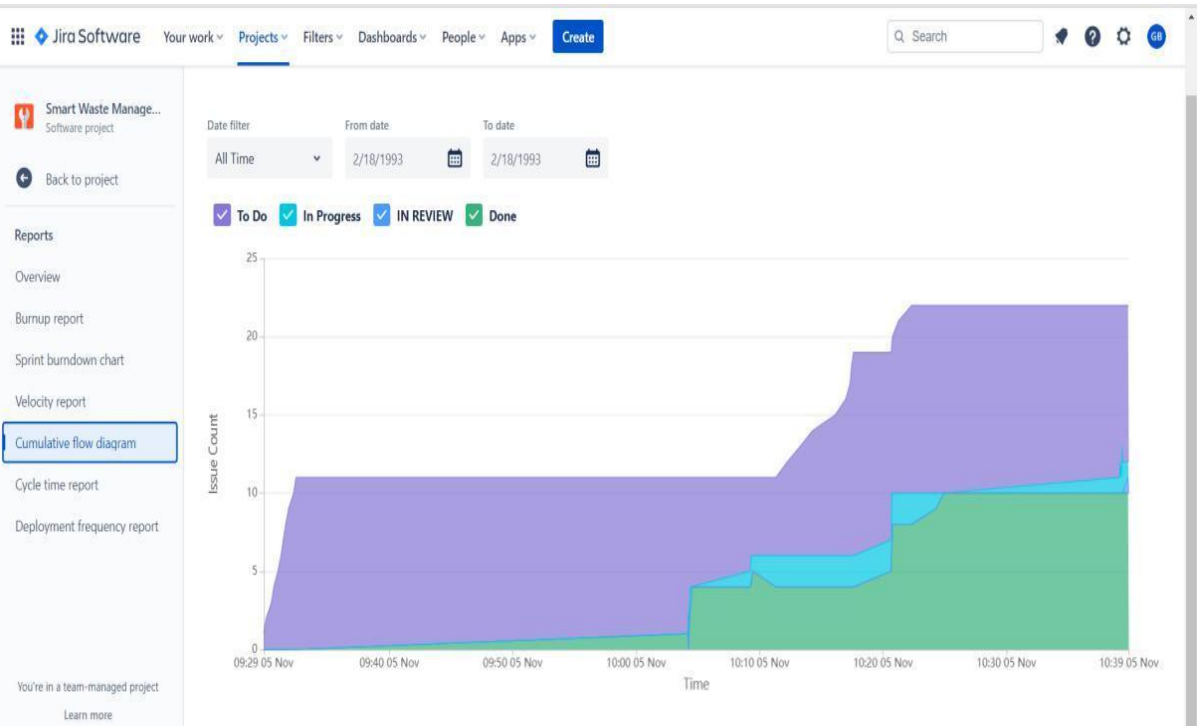 Jira Software Your work Projects Filters Dashboards People Apps Create Search GB
Smart Waste Manage...
Software project
Back to project
Reports
Overview
Burnup report
Sprint burndown chart
Velocity report
Cumulative flow diagram
Cycle time report
Deployment frequency report
You're in a team-managed project
Learn more
Date filter From date To date
All Time 2/18/1993 2/18/1993
To Do In Progress IN REVIEW Done
25
20
15
10
5
0
Issue Count
09:29 05 Nov 09:40 05 Nov 09:50 05 Nov 10:00 05 Nov 10:10 05 Nov 10:20 05 Nov 10:30 05 Nov 10:39 05 Nov
Time